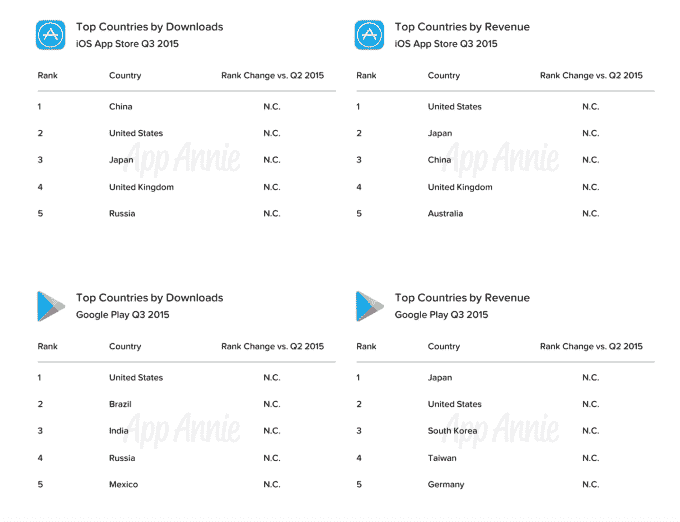 Top Countries by Downloads
iOS App Store Q3 2015
Rank Country Rank Change vs. Q2 2015
1 China N.C.
2 United States N.C.
3 Japan N.C.
4 United Kingdom N.C.
5 Russia N.C.
App Annie
Top Countries by Revenue
iOS App Store Q3 2015
Rank Country Rank Change vs. Q2 2015
1 United States N.C.
2 Japan N.C.
3 China N.C.
4 United Kingdom N.C.
5 Australia N.C.
App Annie
Top Countries by Downloads
Google Play Q3 2015
Rank Country Rank Change vs. Q2 2015
1 United States N.C.
2 Brazil N.C.
3 India N.C.
4 Russia N.C.
5 Mexico N.C.
App Annie
Top Countries by Revenue
Google Play Q3 2015
Rank Country Rank Change vs. Q2 2015
1 Japan N.C.
2 United States N.C.
3 South Korea N.C.
4 Taiwan N.C.
5 Germany N.C.
App Annie